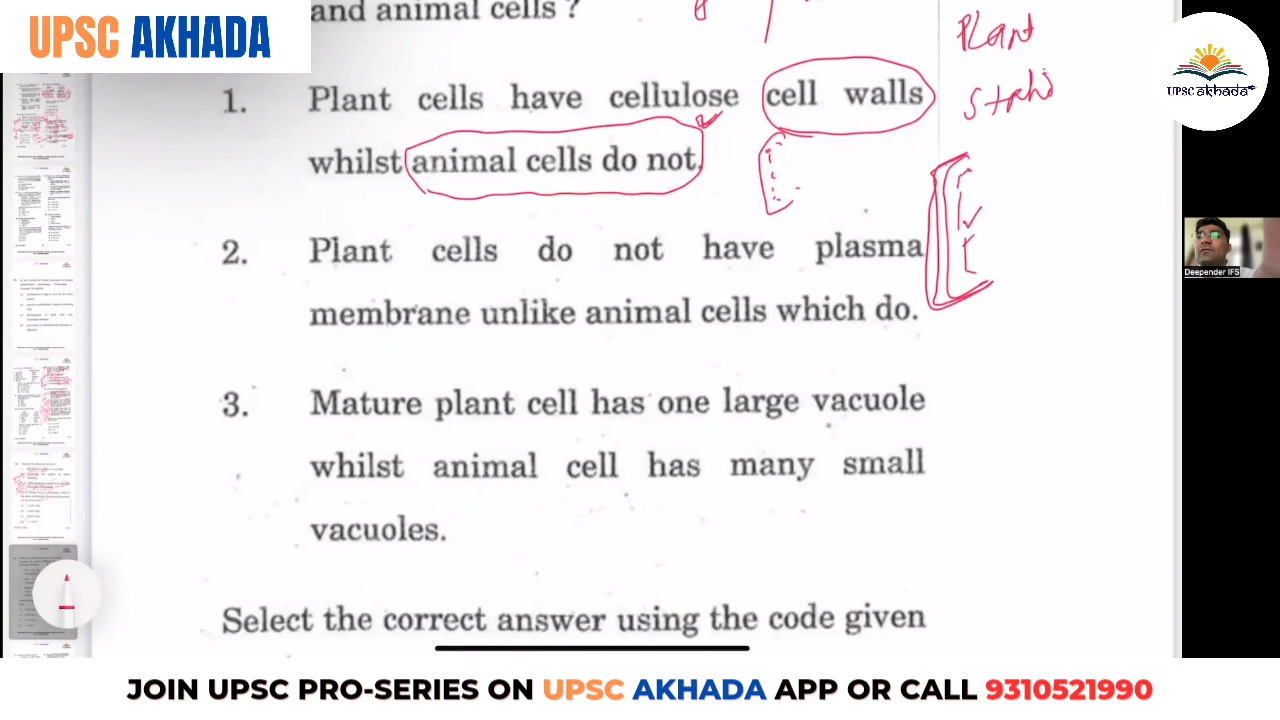 UPSC AKHADA
and animal cells ?
Plant
1. Plant cells have cellulose cell walls
whilst animal cells do not.
2. Plant cells do not have plasma
membrane unlike animal cells which do.
3. Mature plant cell has one large vacuole
whilst animal cell has many small
vacuoles.
Select the correct answer using the code given
UPSC akhada
Deepender IFS
JOIN UPSC PRO-SERIES ON UPSC AKHADA APP OR CALL 9310521990